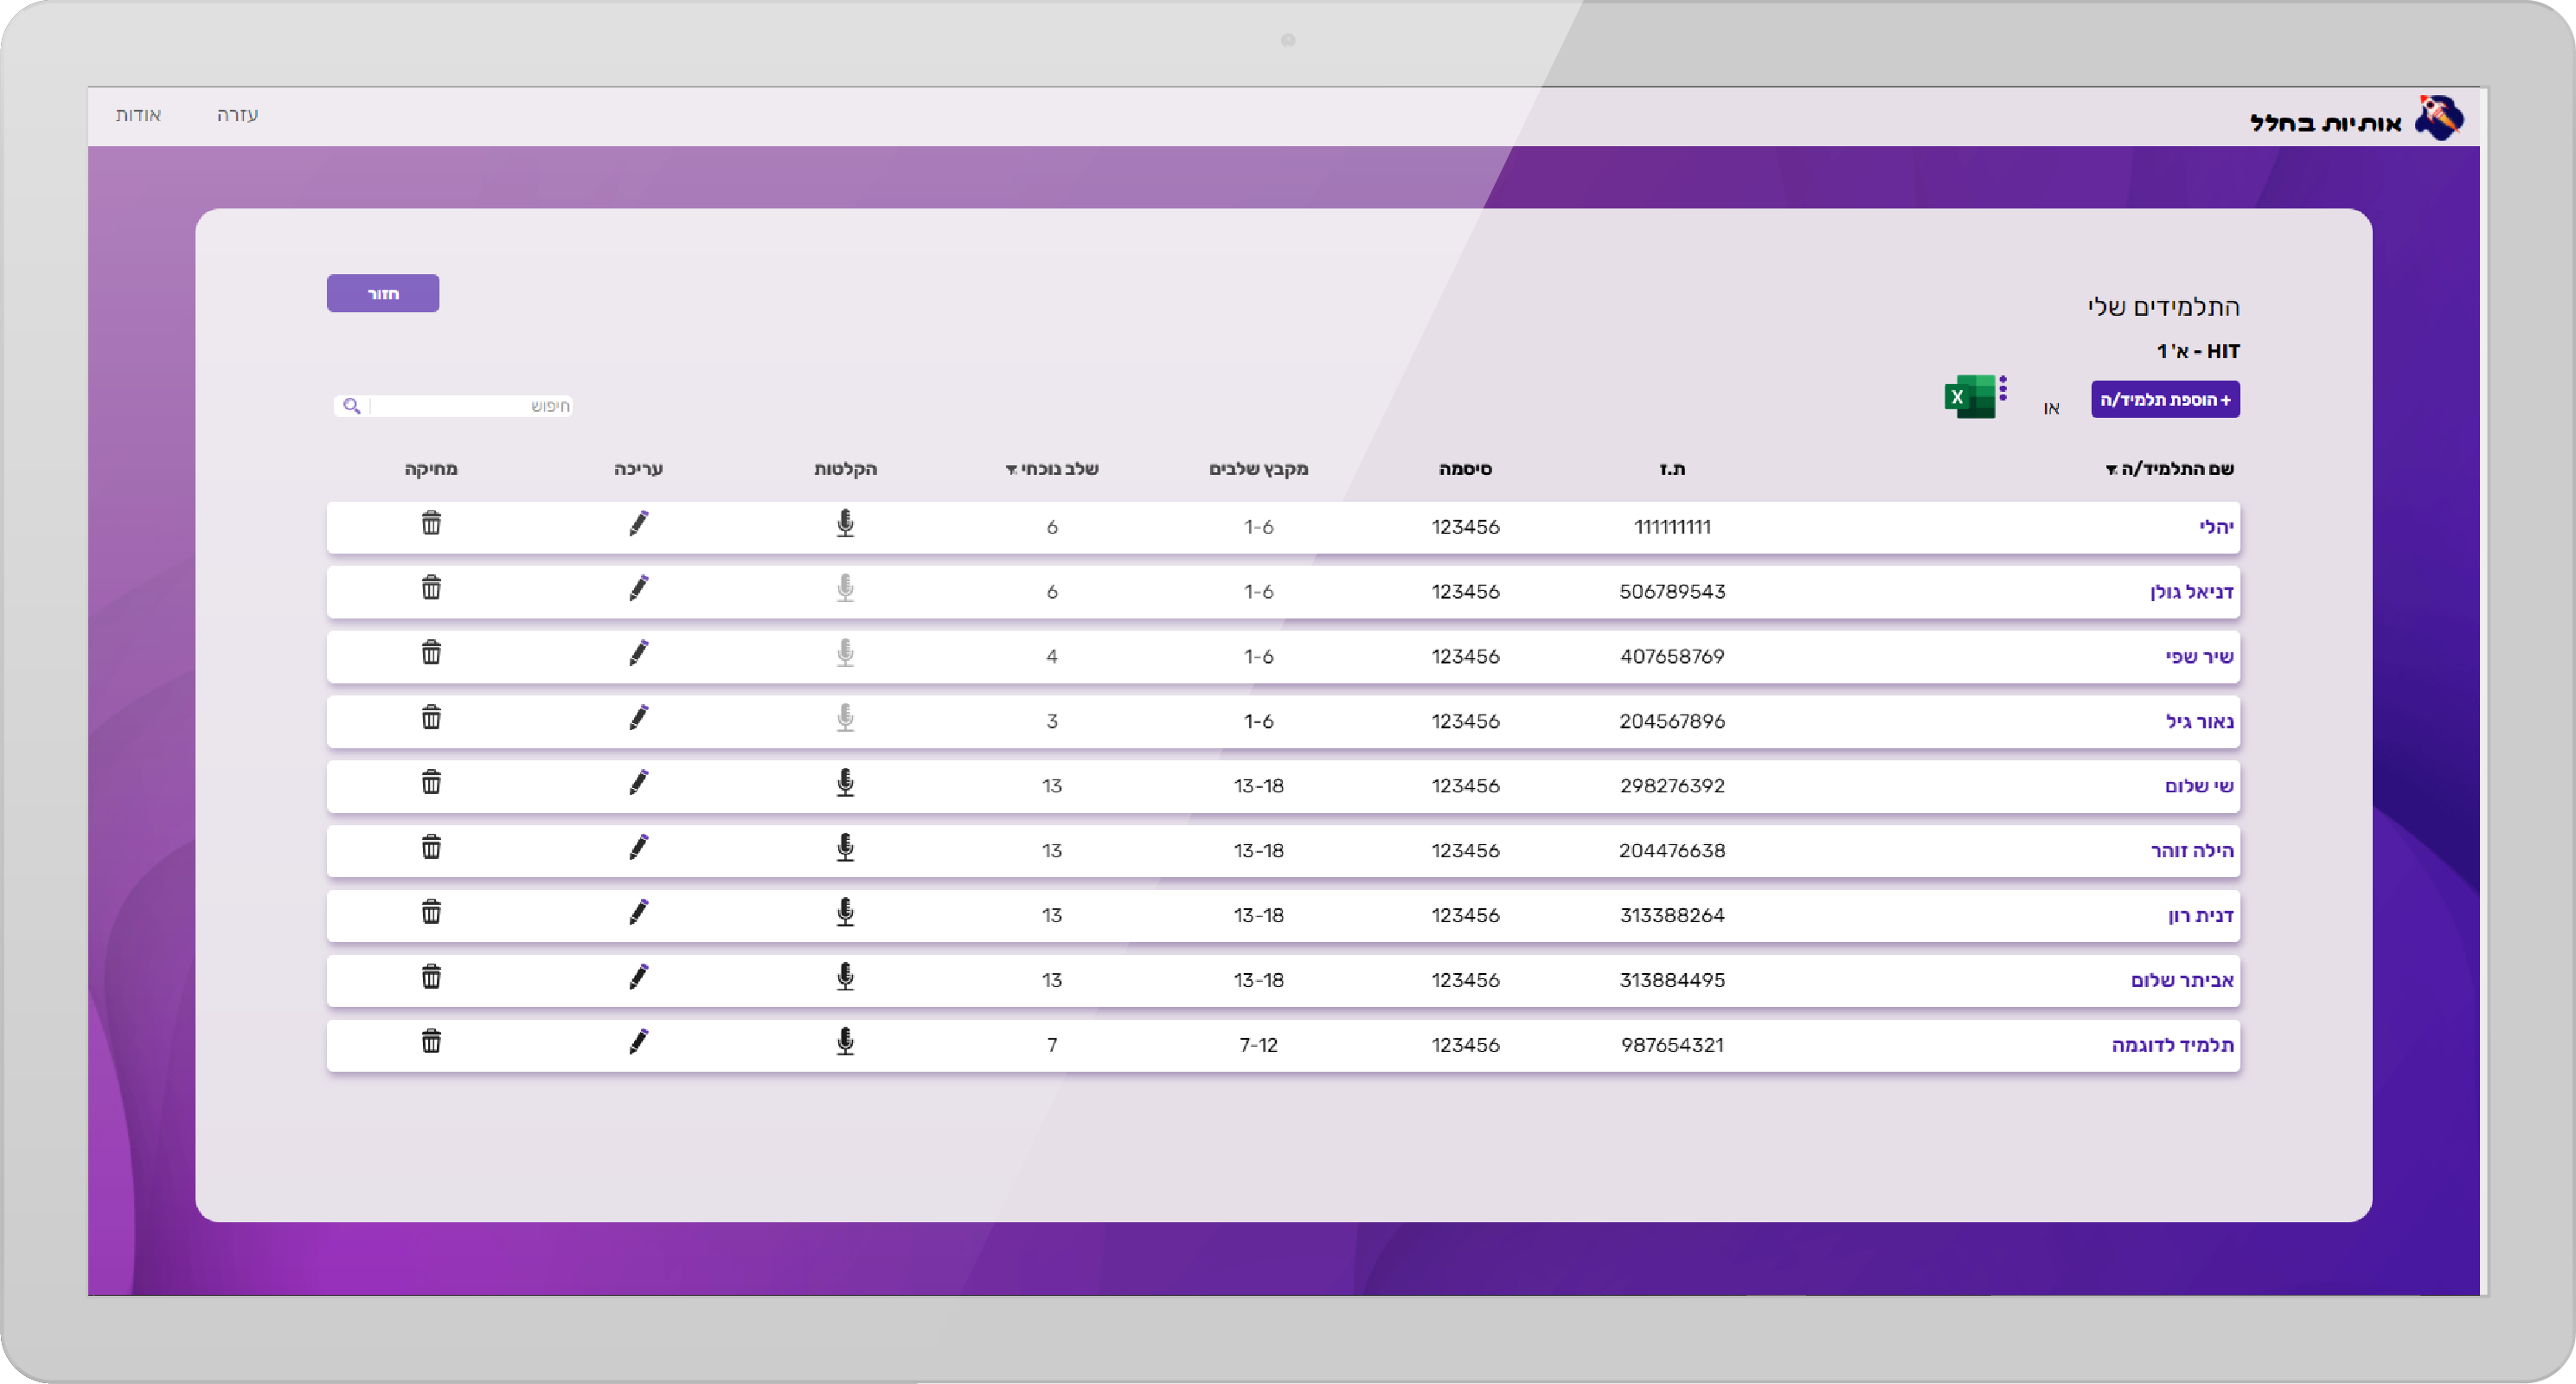 אותיות בחלל
עזרה
אודות
חזור
התלמידים שלי
HIT - א' 1
+ הוספת תלמיד/ה או X
חיפוש
שם התלמיד/ה ת.ז סיסמה מקבץ שלבים שלב נוכחי הקלטות עריכה מחיקה
יהלי 111111111 123456 1-6 6
דניאל גולן 506789543 123456 1-6 6
שיר שפי 407658769 123456 1-6 4
נאור גיל 204567896 123456 1-6 3
שי שלום 298276392 123456 13-18 13
הילה זוהר 204476638 123456 13-18 13
דנית רון 313388264 123456 13-18 13
אביתר שלום 313884495 123456 13-18 13
תלמיד לדוגמה 987654321 123456 7-12 7